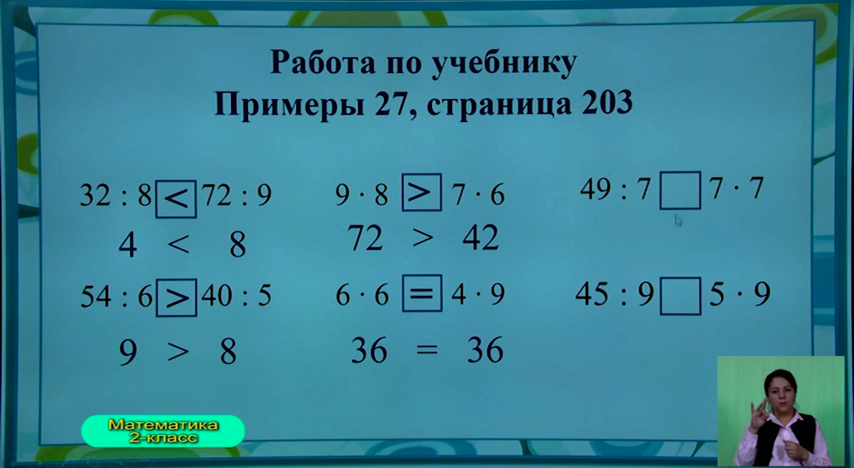 Работа по учебнику
Примеры 27, страница 203
32 : 8 < 72 : 9
4 < 8
9 · 8 > 7 · 6
72 > 42
49 : 7 □ 7 · 7
54 : 6 > 40 : 5
9 > 8
6 · 6 = 4 · 9
36 = 36
45 : 9 □ 5 · 9
Математика
2-класс